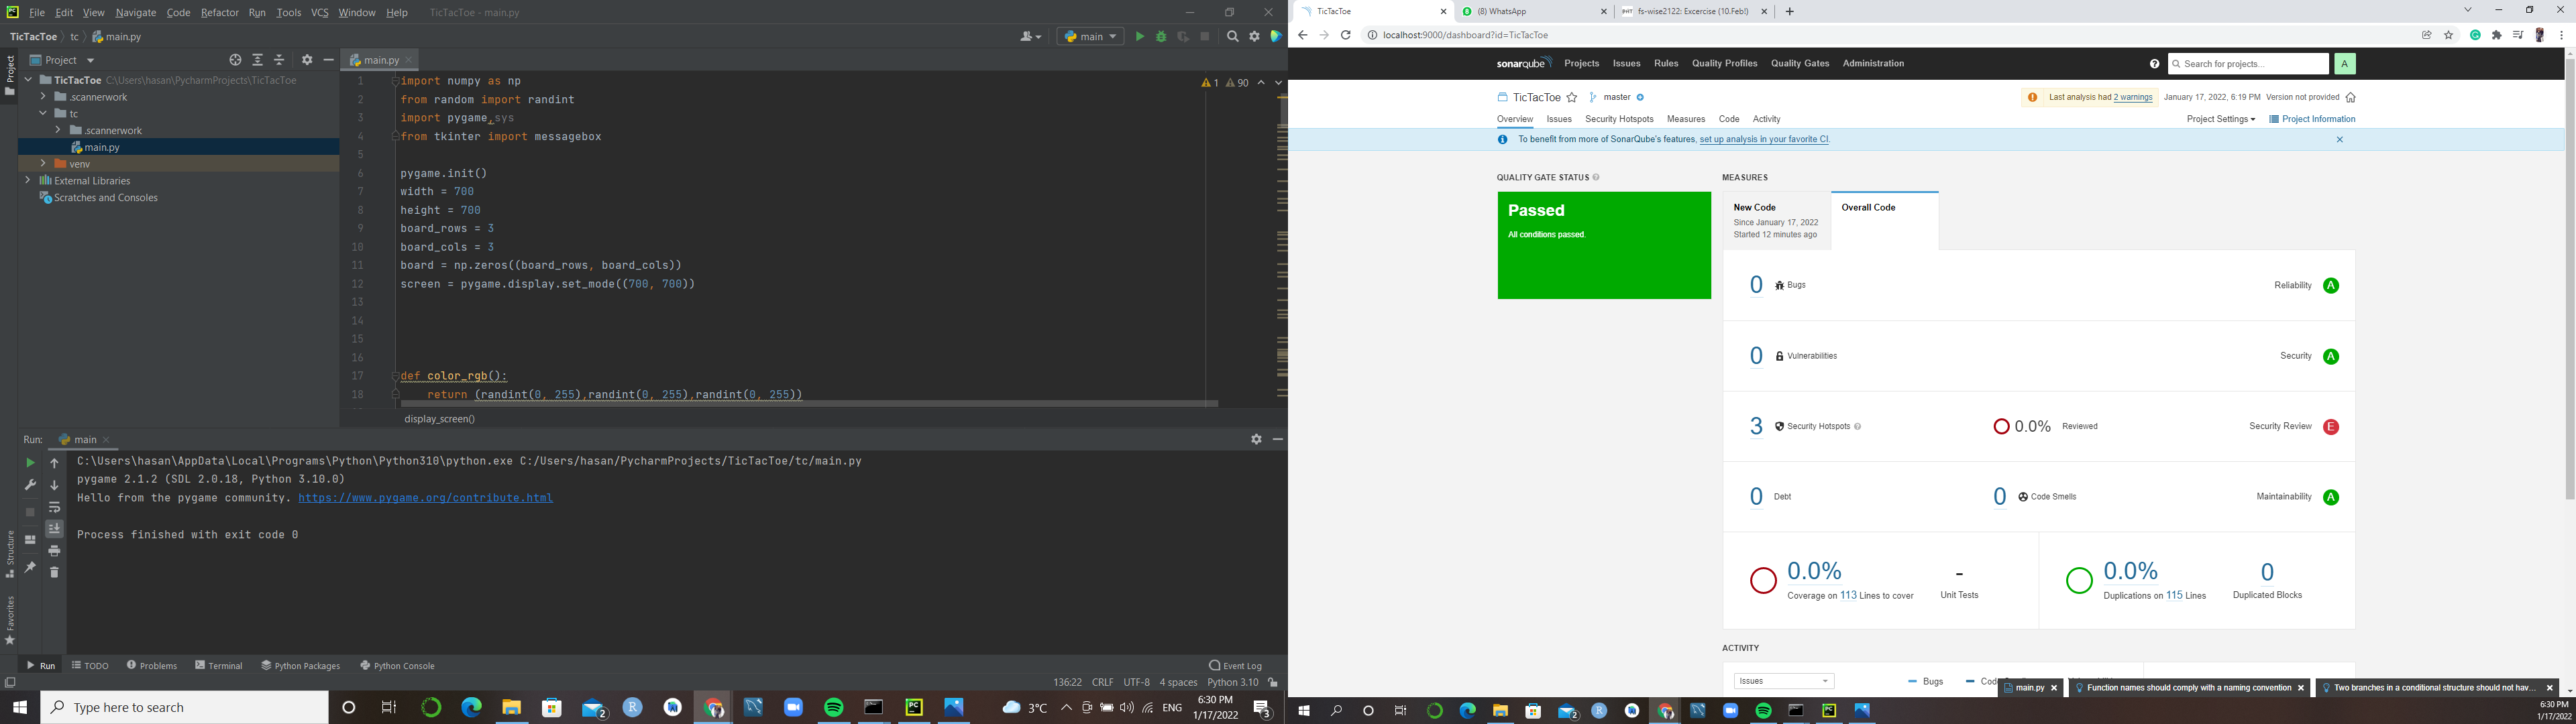 File Edit View Navigate Code Refactor Run Tools VCS Window Help TicTacToe - main.py
TicTacToe tc main.py
main
Project
Project
main.py
TicTacToe C:\Users\hasan\PycharmProjects\TicTacToe
.scannerwork
tc
.scannerwork
main.py
venv
External Libraries
Scratches and Consoles
1 90
1 import numpy as np
2 from random import randint
3 import pygame,sys
4 from tkinter import messagebox
5
6 pygame.init()
7 width = 700
8 height = 700
9 board_rows = 3
10 board_cols = 3
11 board = np.zeros((board_rows, board_cols))
12 screen = pygame.display.set_mode((700, 700))
13
14
15
16
17 def color_rgb():
18 return (randint(0, 255),randint(0, 255),randint(0, 255))
display_screen()
Run: main
C:\Users\hasan\AppData\Local\Programs\Python\Python310\python.exe C:/Users/hasan/PycharmProjects/TicTacToe/tc/main.py
pygame 2.1.2 (SDL 2.0.18, Python 3.10.0)
Hello from the pygame community. https://www.pygame.org/contribute.html
Process finished with exit code 0
Structure
Favorites
Run TODO Problems Terminal Python Packages Python Console Event Log
136:22 CRLF UTF-8 4 spaces Python 3.10
Type here to search
2
3°C ENG
6:30 PM
1/17/2022
3
TicTacToe
(8) WhatsApp
fs-wise2122: Excercise (10.Feb!)
localhost:9000/dashboard?id=TicTacToe
sonarqube Projects Issues Rules Quality Profiles Quality Gates Administration
Search for projects...
A
TicTacToe master
Last analysis had 2 warnings January 17, 2022, 6:19 PM Version not provided
Overview Issues Security Hotspots Measures Code Activity
Project Settings Project Information
To benefit from more of SonarQube's features, set up analysis in your favorite CI.
QUALITY GATE STATUS
MEASURES
Passed
All conditions passed.
New Code
Since January 17, 2022
Started 12 minutes ago
Overall Code
0 Bugs Reliability A
0 Vulnerabilities Security A
3 Security Hotspots 0.0% Reviewed Security Review E
0 Debt 0 Code Smells Maintainability A
0.0%
Coverage on 113 Lines to cover
-
Unit Tests
0.0%
Duplications on 115 Lines
0
Duplicated Blocks
ACTIVITY
Issues
Bugs
main.py
Function names should comply with a naming convention
Two branches in a conditional structure should not hav...
2
6:30 PM
1/17/2022